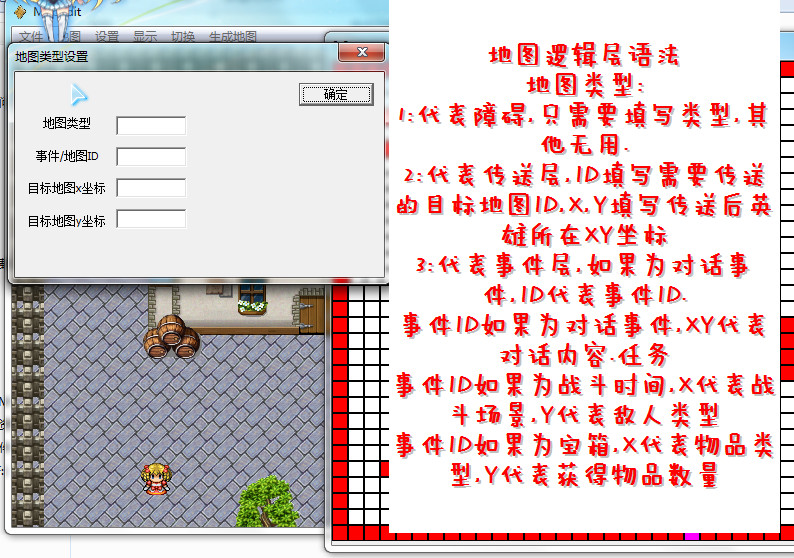 文件 地图 设置 显示 切换 生成地图
地图类型设置
确定
地图类型
事件/地图ID
目标地图x坐标
目标地图y坐标
地图逻辑层语法
地图类型:
1:代表障碍,只需要填写类型,其
他无用.
2:代表传送层,ID填写需要传送
的目标地图ID,X,Y填写传送后英
雄所在XY坐标
3:代表事件层,如果为对话事
件,ID代表事件ID.
事件ID如果为对话事件,XY代表
对话内容.任务
事件ID如果为战斗时间,X代表战
斗场景,Y代表敌人类型
事件ID如果为宝箱,X代表物品类
型,Y代表获得物品数量